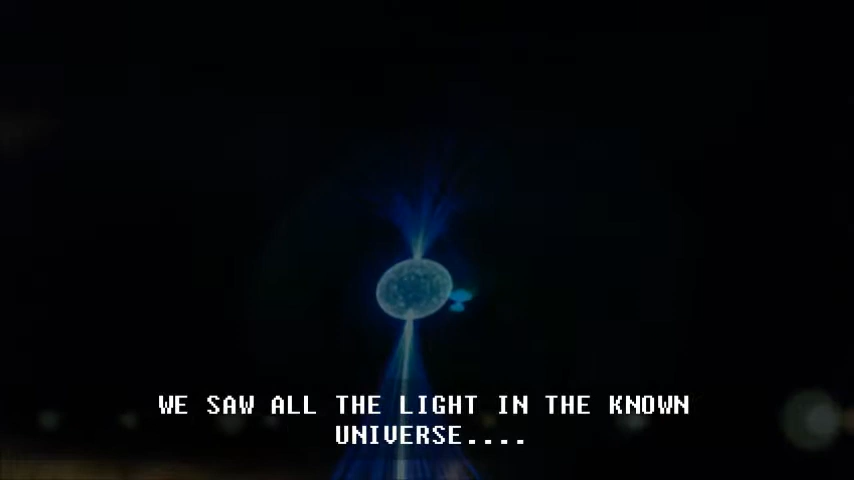 WE SAW ALL THE LIGHT IN THE KNOWN
UNIVERSE....